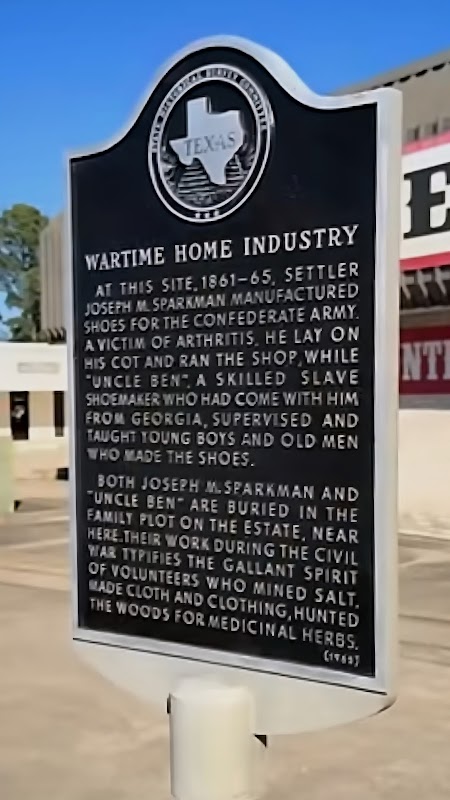 STATE HISTORICAL SURVEY COMMITTEE
TEXAS
WARTIME HOME INDUSTRY
AT THIS SITE, 1861–65, SETTLER
JOSEPH M. SPARKMAN MANUFACTURED
SHOES FOR THE CONFEDERATE ARMY.
A VICTIM OF ARTHRITIS, HE LAY ON
HIS COT AND RAN THE SHOP, WHILE
"UNCLE BEN", A SKILLED SLAVE
SHOEMAKER WHO HAD COME WITH HIM
FROM GEORGIA, SUPERVISED AND
TAUGHT YOUNG BOYS AND OLD MEN
WHO MADE THE SHOES.
BOTH JOSEPH M. SPARKMAN AND
"UNCLE BEN" ARE BURIED IN THE
FAMILY PLOT ON THE ESTATE, NEAR
HERE. THEIR WORK DURING THE CIVIL
WAR TYPIFIES THE GALLANT SPIRIT
OF VOLUNTEERS WHO MINED SALT,
MADE CLOTH AND CLOTHING, HUNTED
THE WOODS FOR MEDICINAL HERBS.
E
NT